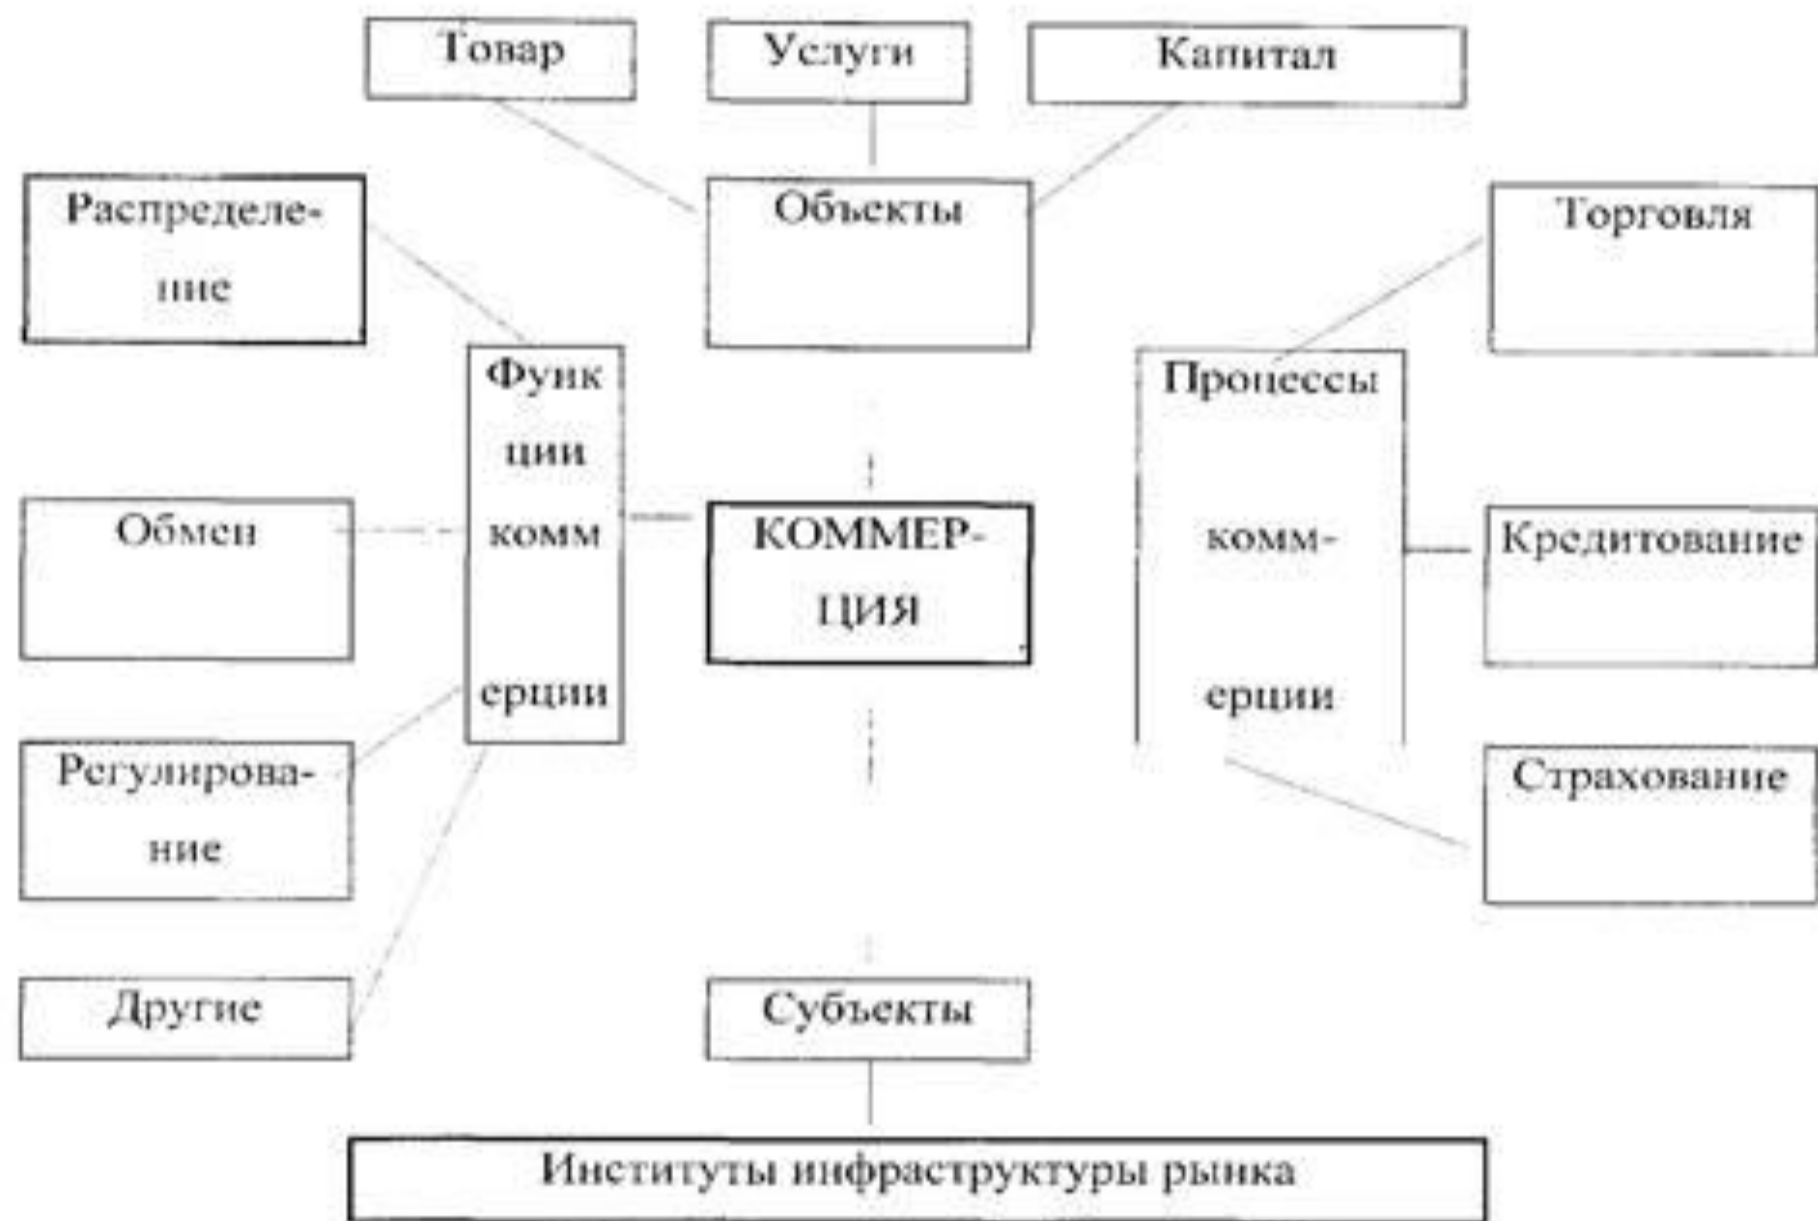 Товар
Услуги
Капитал
Распределе-
ние
Объекты
Торговля
Функ
ции
комм
ерции
Процессы
комм-
ерции
Обмен
КОММЕР-
ЦИЯ
Кредитование
Регулирова-
ние
Страхование
Другие
Субъекты
Институты инфраструктуры рынка